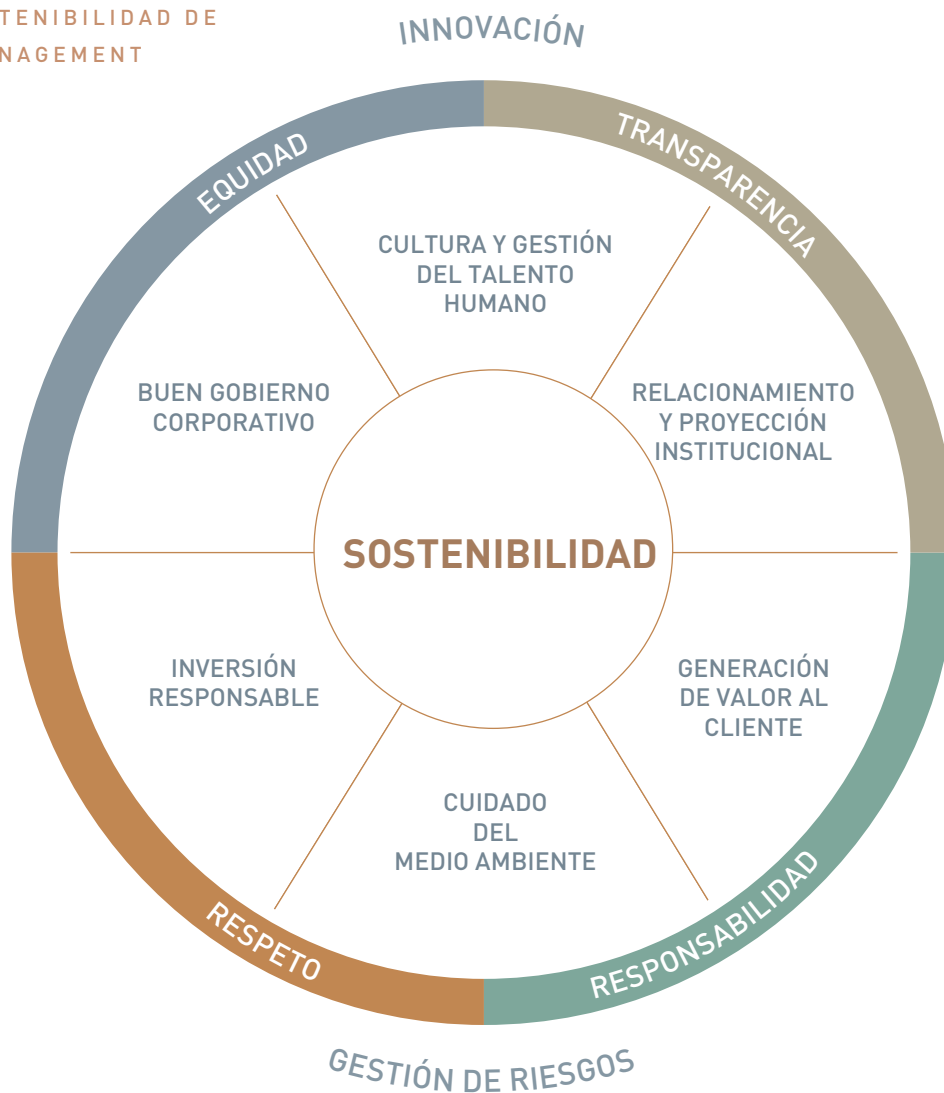 TENIBILIDAD DE
NAGEMENT
INNOVACIÓN
EQUIDAD
TRANSPARENCIA
CULTURA Y GESTIÓN
DEL TALENTO
HUMANO
BUEN GOBIERNO
CORPORATIVO
RELACIONAMIENTO
Y PROYECCIÓN
INSTITUCIONAL
SOSTENIBILIDAD
INVERSIÓN
RESPONSABLE
GENERACIÓN
DE VALOR AL
CLIENTE
CUIDADO
DEL
MEDIO AMBIENTE
RESPETO
RESPONSABILIDAD
GESTIÓN DE RIESGOS